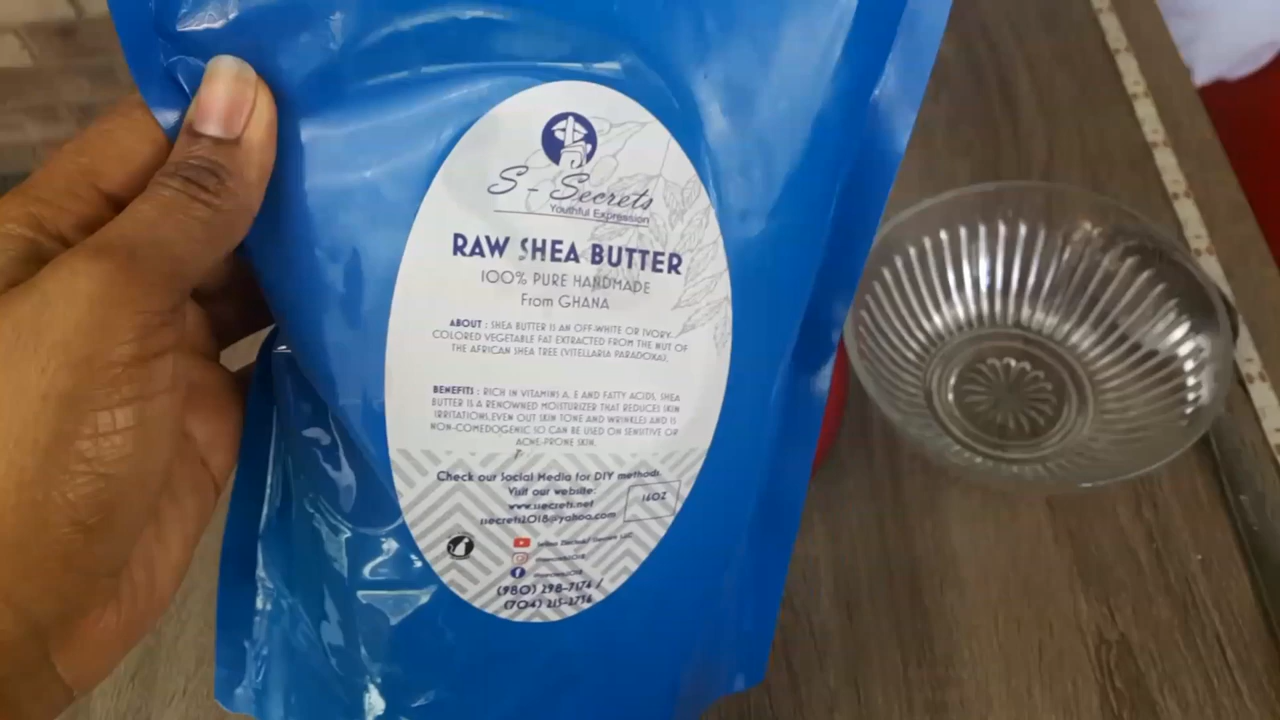 S - Secrets
Youthful Expression
RAW SHEA BUTTER
100% PURE HANDMADE
From GHANA
ABOUT : SHEA BUTTER IS AN OFF-WHITE OR IVORY
COLORED VEGETABLE FAT EXTRACTED FROM THE NUT OF
THE AFRICAN SHEA TREE (VITELLARIA PARADOXA).
BENEFITS : RICH IN VITAMINS A, E AND FATTY ACIDS, SHEA
BUTTER IS A RENOWNED MOISTURIZER THAT REDUCES SKIN
IRRITATIONS, EVEN OUT SKIN TONE AND WRINKLES AND IS
NON-COMEDOGENIC SO CAN BE USED ON SENSITIVE OR
ACNE-PRONE SKIN.
Check our Social Media for DIY methods
Visit our website:
www.ssecrets.net
16OZ
ssecrets2018@yahoo.com
(980) 298-7174 /
(704) 215-2756